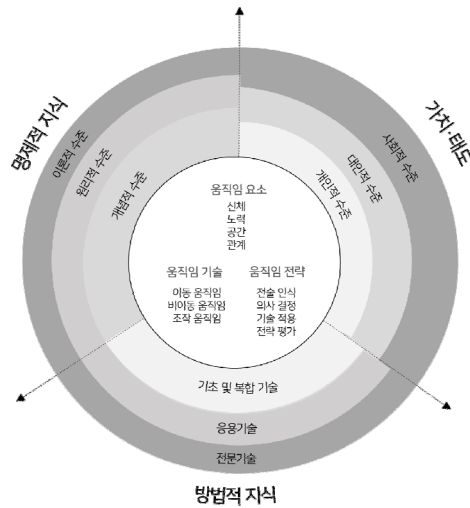 명제적 지식
이론적 수준
원리적 수준
개념적 수준
가치·태도
사회적 수준
대인적 수준
개인적 수준
움직임 요소
신체
노력
공간
관계
움직임 기술
이동 움직임
비이동 움직임
조작 움직임
움직임 전략
전술 인식
의사 결정
기술 적용
전략 평가
기초 및 복합 기술
응용기술
전문기술
방법적 지식